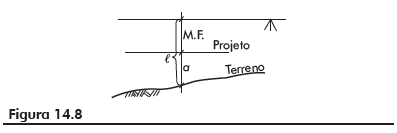 M.F.
Projeto
ℓ
a
Terreno
Figura 14.8